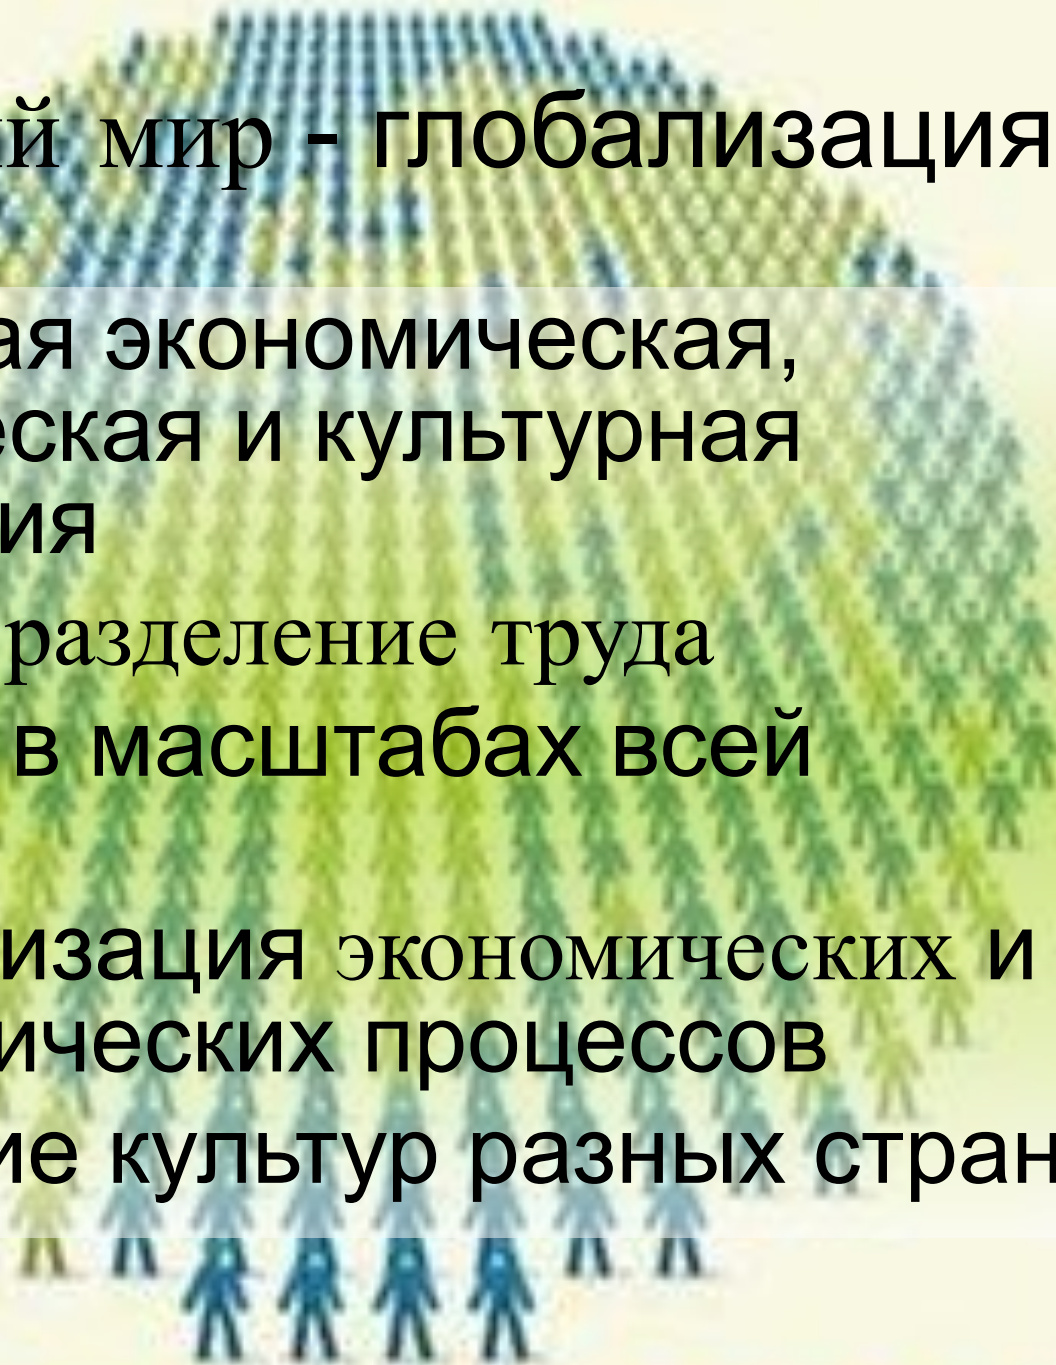 й мир - глобализация
ая экономическая,
еская и культурная
ия
разделение труда
в масштабах всей
изация экономических и
ических процессов
ие культур разных стран